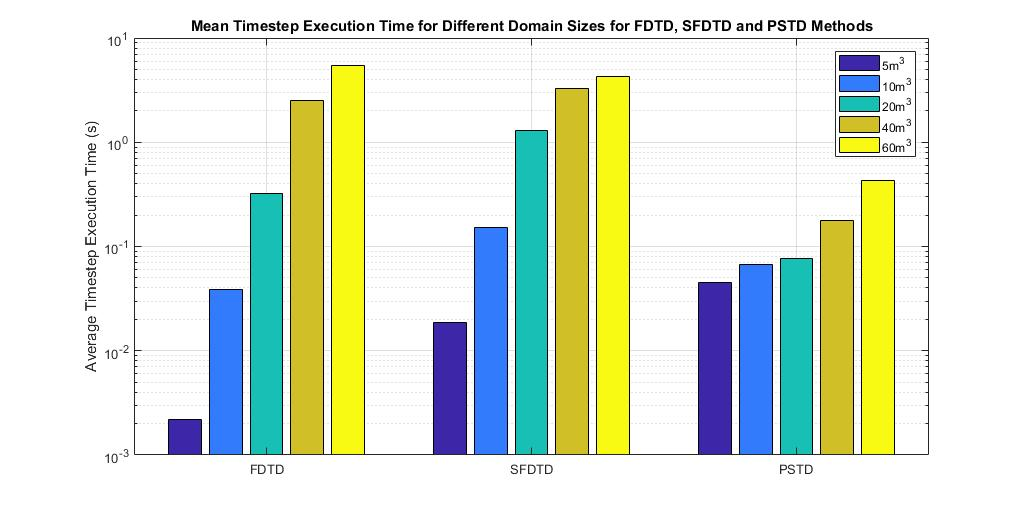 Mean Timestep Execution Time for Different Domain Sizes for FDTD, SFDTD and PSTD Methods
10^1
10^0
10^-1
10^-2
10^-3
Average Timestep Execution Time (s)
5m^3
10m^3
20m^3
40m^3
60m^3
FDTD
SFDTD
PSTD